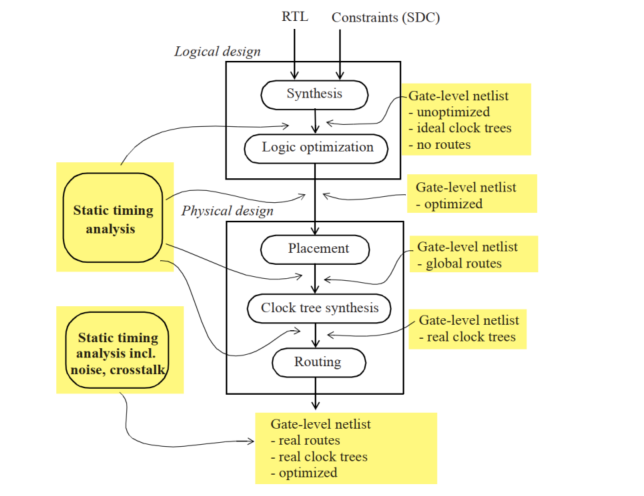 RTL
Constraints (SDC)
Logical design
Synthesis
Gate-level netlist
- unoptimized
- ideal clock trees
- no routes
Logic optimization
Static timing
analysis
Gate-level netlist
- optimized
Physical design
Placement
Gate-level netlist
- global routes
Clock tree synthesis
Gate-level netlist
- real clock trees
Static timing
analysis incl.
noise, crosstalk
Routing
Gate-level netlist
- real routes
- real clock trees
- optimized